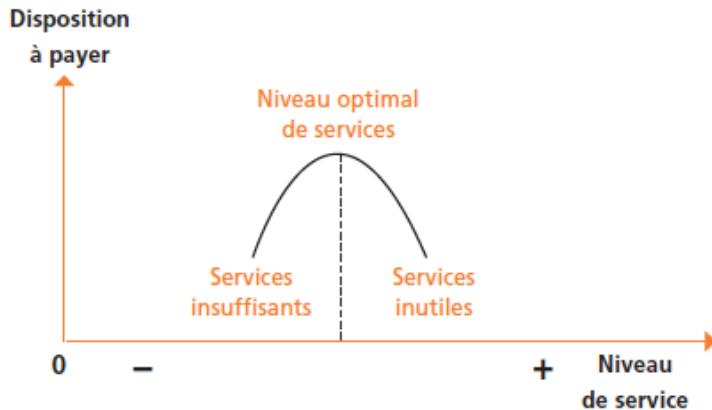 Disposition
à payer
Niveau optimal
de services
Services
insuffisants
Services
inutiles
0
−
+
Niveau
de service